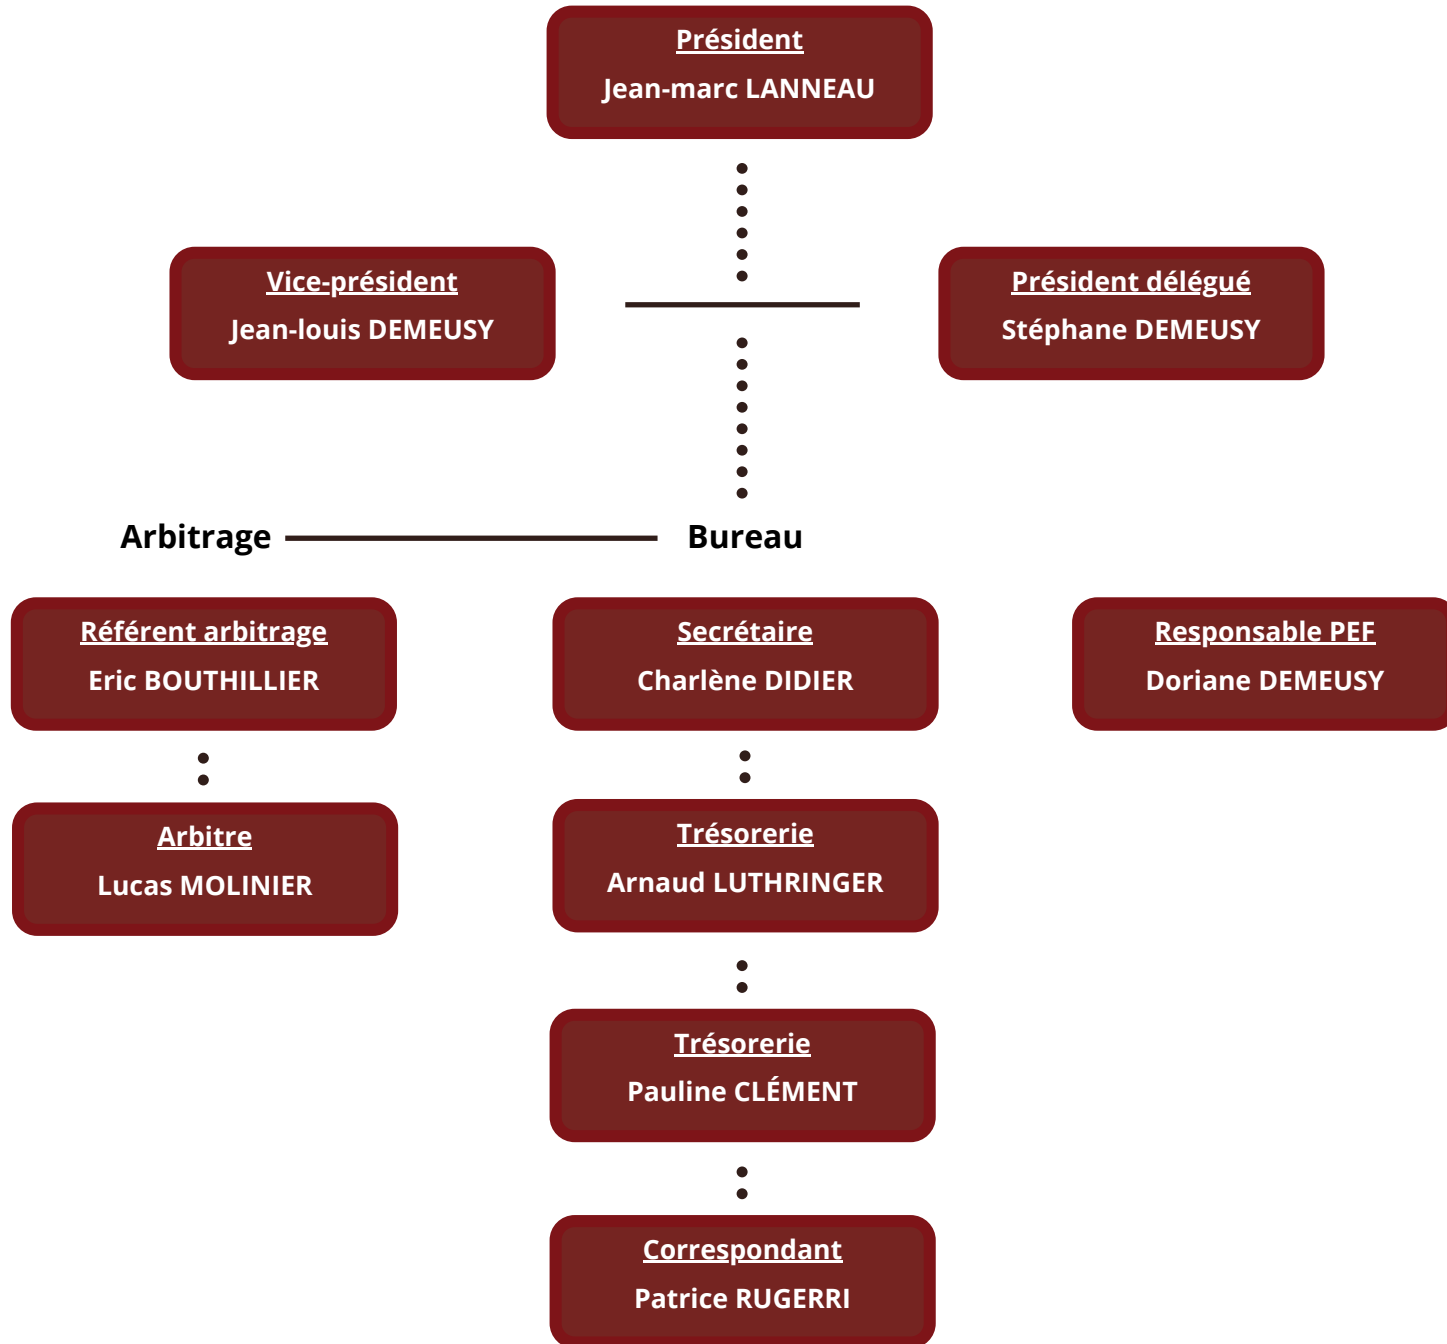 Président
Jean-marc LANNEAU
Vice-président
Jean-louis DEMEUSY
Président délégué
Stéphane DEMEUSY
Arbitrage
Bureau
Référent arbitrage
Eric BOUTHILLIER
Secrétaire
Charlène DIDIER
Responsable PEF
Doriane DEMEUSY
Arbitre
Lucas MOLINIER
Trésorerie
Arnaud LUTHRINGER
Trésorerie
Pauline CLÉMENT
Correspondant
Patrice RUGERRI